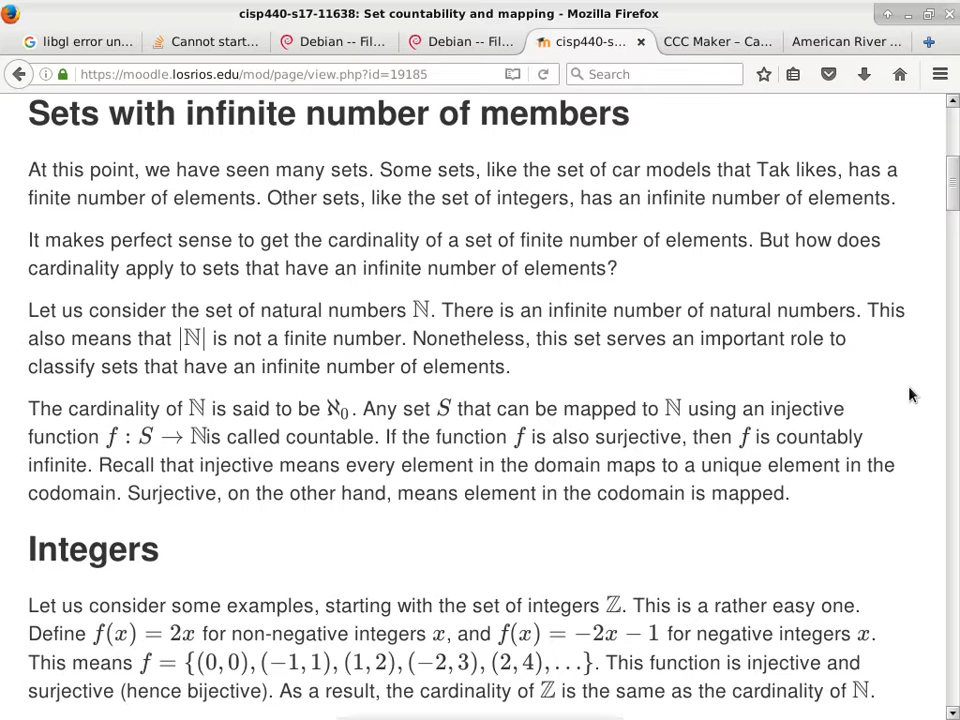 cisp440-s17-11638: Set countability and mapping - Mozilla Firefox
libgl error un... Cannot start... Debian -- Fil... Debian -- Fil... cisp440-s... CCC Maker – Ca... American River ...
https://moodle.losrios.edu/mod/page/view.php?id=19185 Search
Sets with infinite number of members
At this point, we have seen many sets. Some sets, like the set of car models that Tak likes, has a
finite number of elements. Other sets, like the set of integers, has an infinite number of elements.
It makes perfect sense to get the cardinality of a set of finite number of elements. But how does
cardinality apply to sets that have an infinite number of elements?
Let us consider the set of natural numbers ℕ. There is an infinite number of natural numbers. This
also means that |ℕ| is not a finite number. Nonetheless, this set serves an important role to
classify sets that have an infinite number of elements.
The cardinality of ℕ is said to be ℵ₀. Any set S that can be mapped to ℕ using an injective
function f : S → ℕis called countable. If the function f is also surjective, then f is countably
infinite. Recall that injective means every element in the domain maps to a unique element in the
codomain. Surjective, on the other hand, means element in the codomain is mapped.
Integers
Let us consider some examples, starting with the set of integers ℤ. This is a rather easy one.
Define f(x) = 2x for non-negative integers x, and f(x) = −2x − 1 for negative integers x.
This means f = {(0, 0), (−1, 1), (1, 2), (−2, 3), (2, 4), …}. This function is injective and
surjective (hence bijective). As a result, the cardinality of ℤ is the same as the cardinality of ℕ.